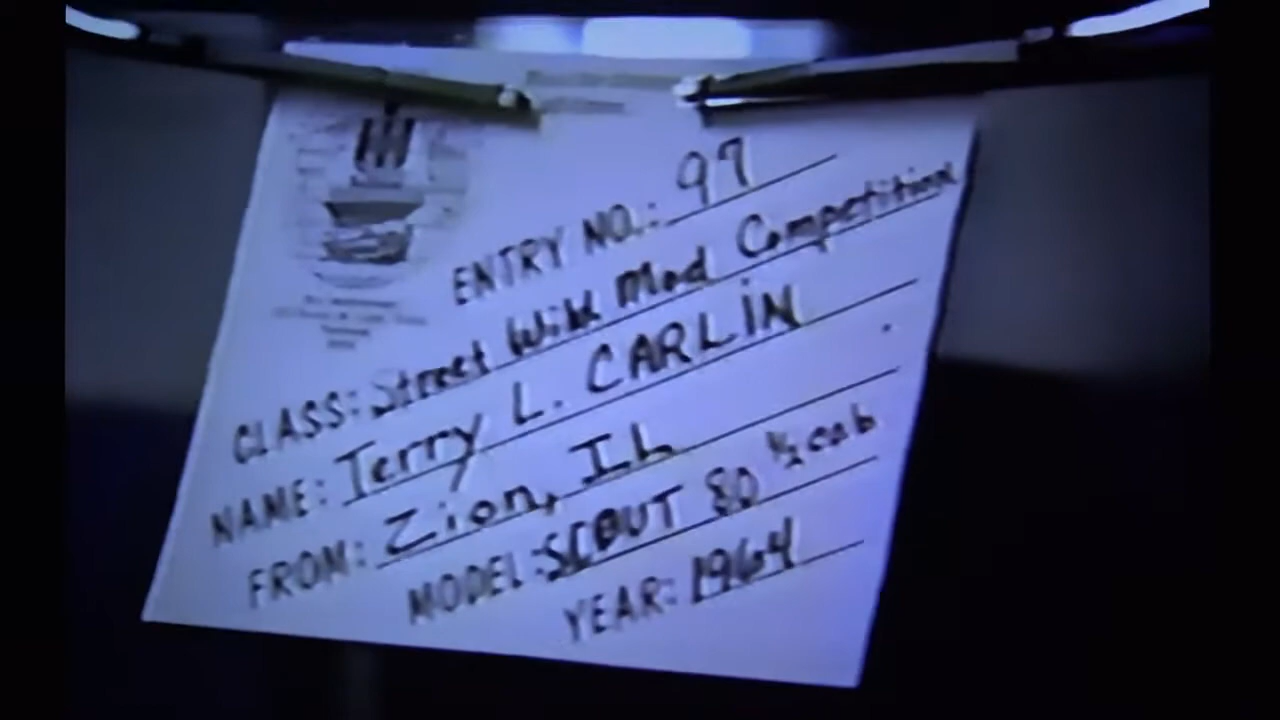 ENTRY NO.: 97
CLASS: Street Wild Mod Competition
NAME: Terry L. CARLIN
FROM: Zion, IL
MODEL: SCOUT 80 ½ cab
YEAR: 1964